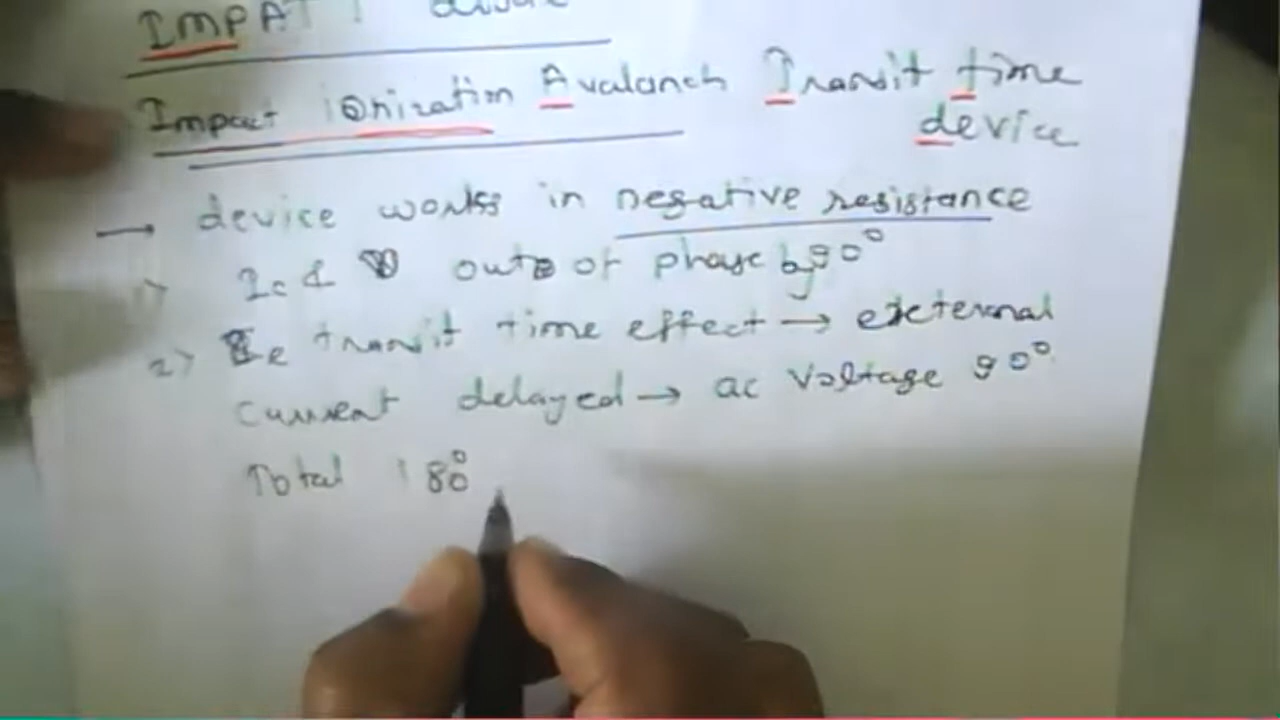 IMPATT
Impact ionization Avalanch Transit time
device
→ device works in negative resistance
1) Ic & V out of phase by 90°
2) e transit time effect → external
current delayed → ac voltage 90°
Total 180°